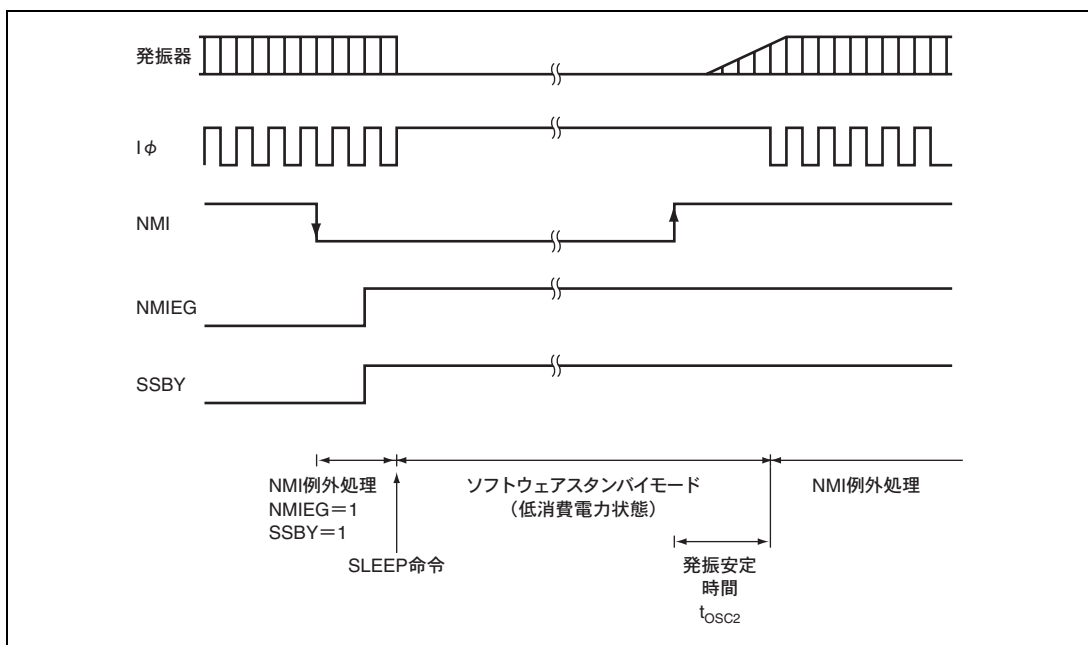 発振器
Iφ
NMI
NMIEG
SSBY
NMI例外処理
NMIEG=1
SSBY=1
SLEEP命令
ソフトウェアスタンバイモード
（低消費電力状態）
発振安定
時間
tOSC2
NMI例外処理